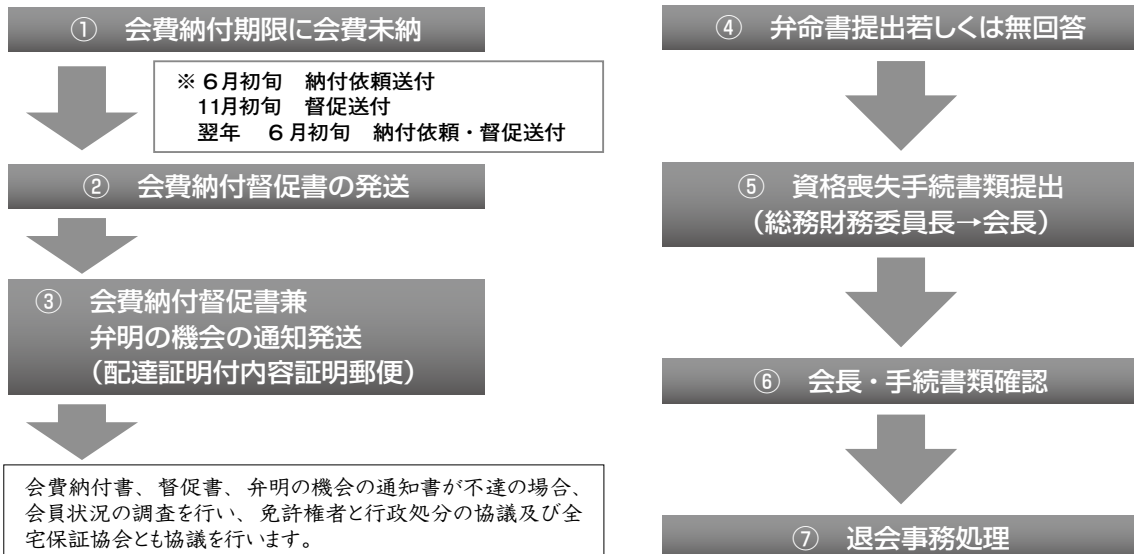 ① 会費納付期限に会費未納
※６月初旬 納付依頼送付
11月初旬 督促送付
翌年 ６月初旬 納付依頼・督促送付
② 会費納付督促書の発送
③ 会費納付督促書兼
弁明の機会の通知発送
（配達証明付内容証明郵便）
会費納付書、督促書、弁明の機会の通知書が不達の場合、
会員状況の調査を行い、免許権者と行政処分の協議及び全
宅保証協会とも協議を行います。
④ 弁命書提出若しくは無回答
⑤ 資格喪失手続書類提出
（総務財務委員長→会長）
⑥ 会長・手続書類確認
⑦ 退会事務処理